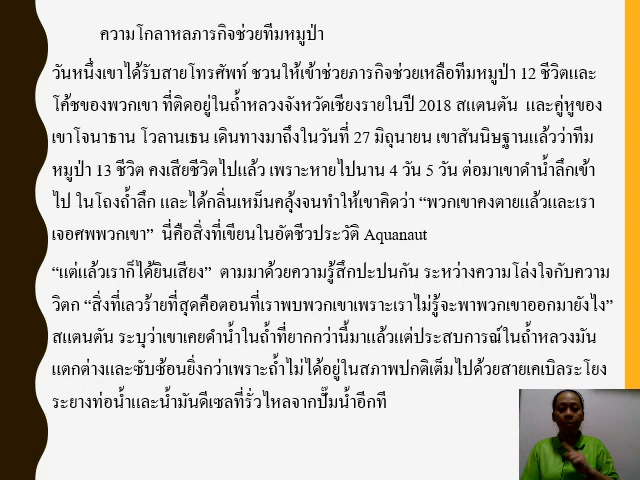 ความโกลาหลภารกิจช่วยทีมหมูป่า
วันหนึ่งเขาได้รับสายโทรศัพท์ ชวนให้เข้าช่วยภารกิจช่วยเหลือทีมหมูป่า 12 ชีวิตและ
โค้ชของพวกเขา ที่ติดอยู่ในถ้ำหลวงจังหวัดเชียงรายในปี 2018 สแตนตัน และคู่หูของ
เขาโจนาธาน โวลานเธน เดินทางมาถึงในวันที่ 27 มิถุนายน เขาสันนิษฐานแล้วว่าทีม
หมูป่า 13 ชีวิต คงเสียชีวิตไปแล้ว เพราะหายไปนาน 4 วัน 5 วัน ต่อมาเขาดำน้ำลึกเข้า
ไป ในโถงถ้ำลึก และได้กลิ่นเหม็นคลุ้งจนทำให้เขาคิดว่า “พวกเขาคงตายแล้วและเรา
เจอศพพวกเขา” นี่คือสิ่งที่เขียนในอัตชีวประวัติ Aquanaut
“แต่แล้วเราก็ได้ยินเสียง” ตามมาด้วยความรู้สึกปะปนกัน ระหว่างความโล่งใจกับความ
วิตก “สิ่งที่เลวร้ายที่สุดคือตอนที่เราพบพวกเขาเพราะเราไม่รู้จะพาพวกเขาออกมายังไง”
สแตนตัน ระบุว่าเขาเคยดำน้ำในถ้ำที่ยากกว่านี้มาแล้วแต่ประสบการณ์ในถ้ำหลวงมัน
แตกต่างและซับซ้อนยิ่งกว่าเพราะถ้ำไม่ได้อยู่ในสภาพปกติเต็มไปด้วยสายเคเบิลระโยง
ระยางท่อน้ำและน้ำมันดีเซลที่รั่วไหลจากปั๊มน้ำอีกที